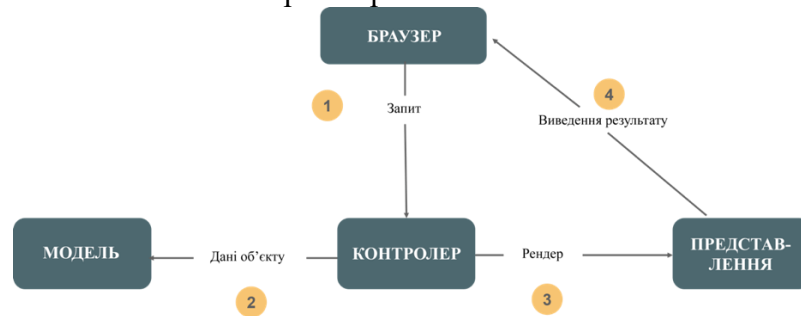 БРАУЗЕР
1
Запит
4
Виведення результату
МОДЕЛЬ
Дані об’єкту
КОНТРОЛЕР
Рендер
ПРЕДСТАВ-
ЛЕННЯ
2
3